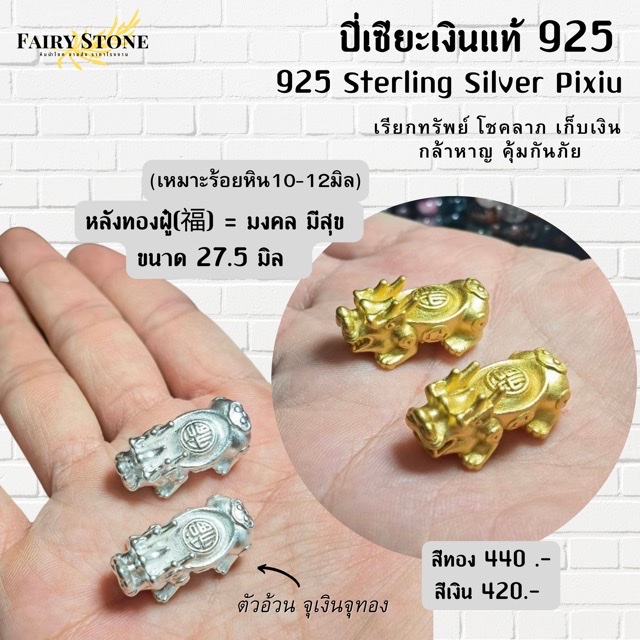 FAIRY STONE
ปี่เซียะเงินแท้ 925
925 Sterling Silver Pixiu
เรียกทรัพย์ โชคลาภ เก็บเงิน
กล้าหาญ คุ้มกันภัย
(เหมาะร้อยหิน10-12มิล)
หลังทองฝู๋(福) = มงคล มีสุข
ขนาด 27.5 มิล
สีทอง 440 .-
สีเงิน 420.-
ตัวอ้วน จุเงินจุทอง